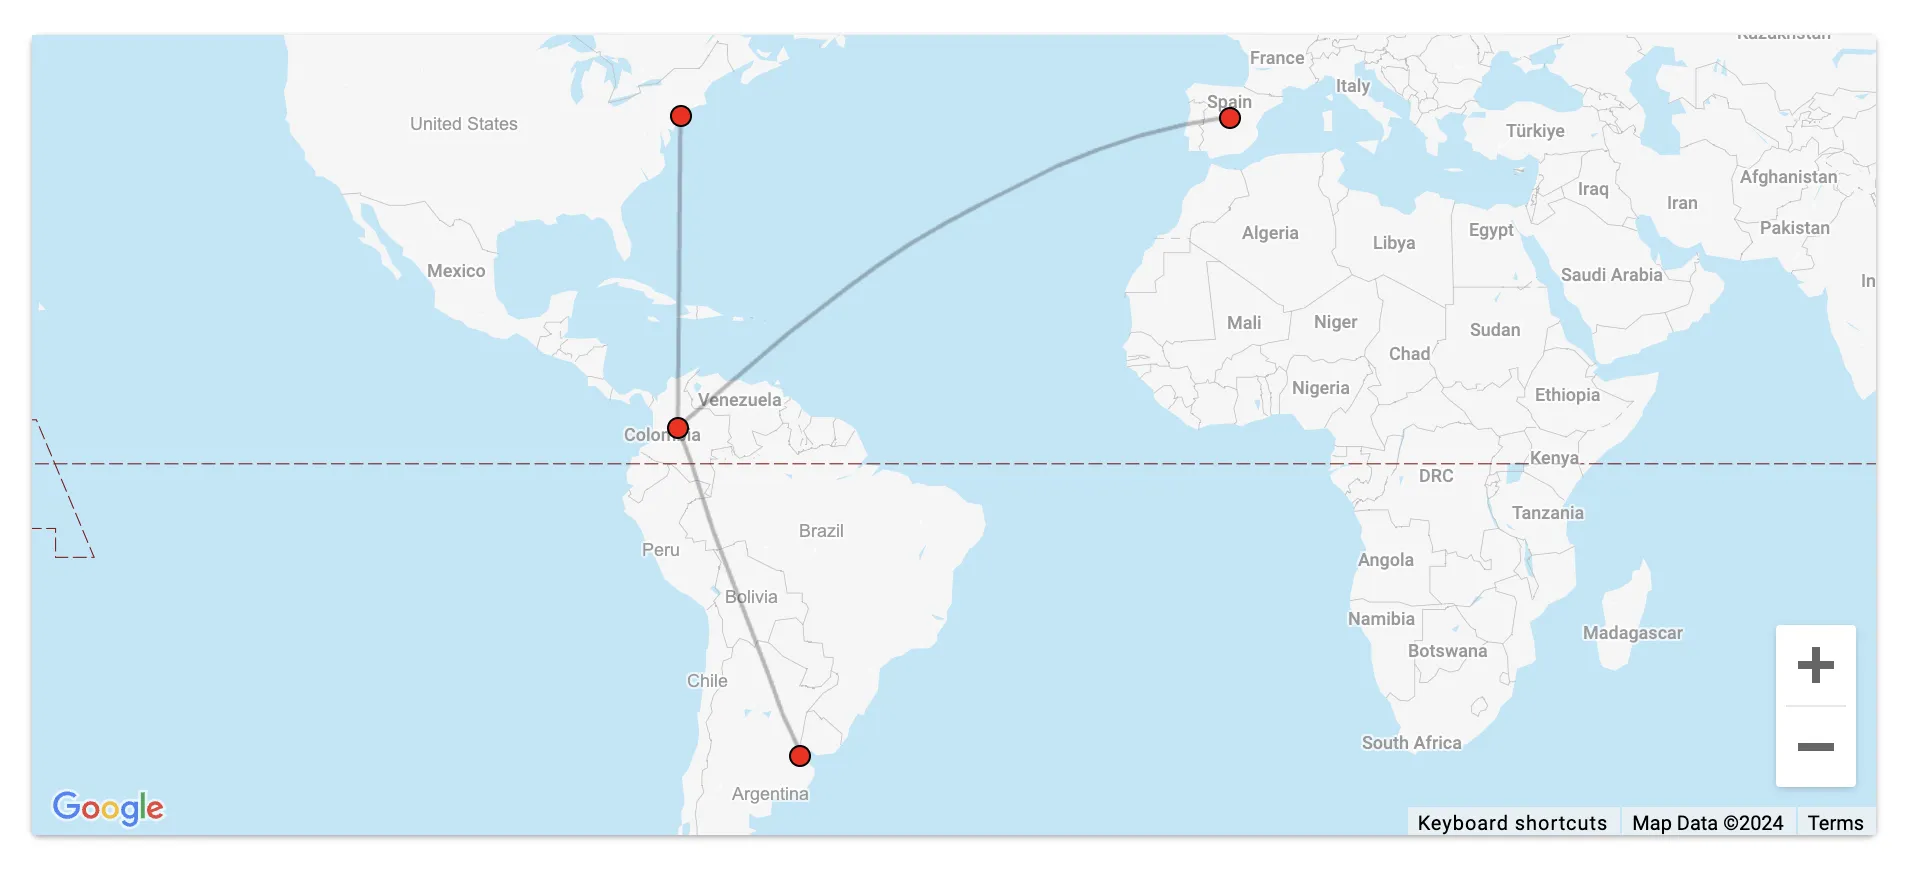 Kazakhstan
France
Italy
Spain
United States
Türkiye
Afghanistan
Iraq
Iran
Pakistan
Algeria
Libya
Egypt
Mexico
Saudi Arabia
In
Mali
Niger
Sudan
Chad
Nigeria
Ethiopia
Venezuela
Colombia
Kenya
DRC
Tanzania
Brazil
Peru
Angola
Bolivia
Namibia
Madagascar
Botswana
Chile
South Africa
Argentina
Google
Keyboard shortcuts
Map Data ©2024
Terms